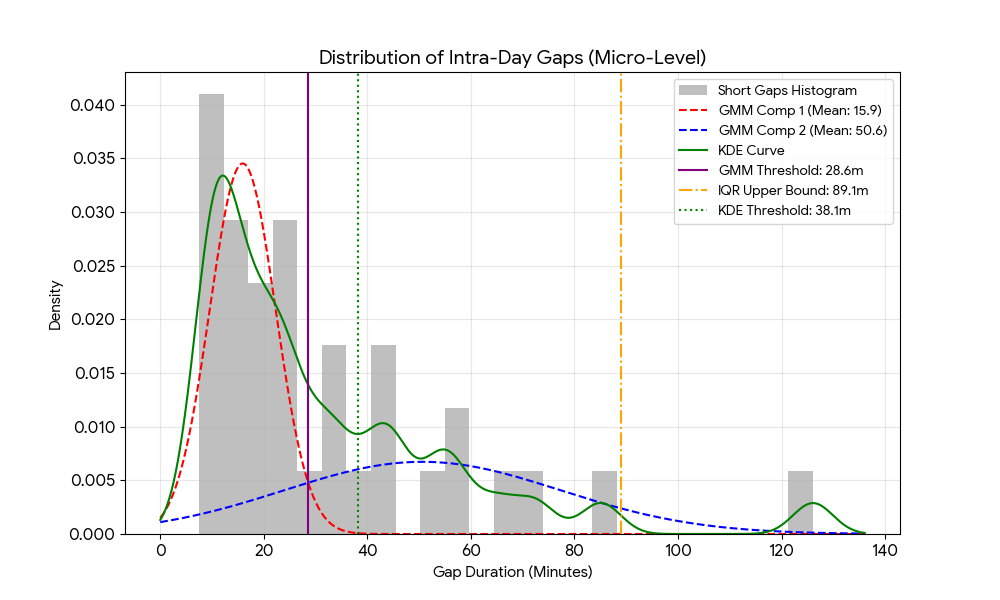 Distribution of Intra-Day Gaps (Micro-Level)
Short Gaps Histogram
GMM Comp 1 (Mean: 15.9)
GMM Comp 2 (Mean: 50.6)
KDE Curve
GMM Threshold: 28.6m
IQR Upper Bound: 89.1m
KDE Threshold: 38.1m
Density
0.040
0.035
0.030
0.025
0.020
0.015
0.010
0.005
0.000
0 20 40 60 80 100 120 140
Gap Duration (Minutes)